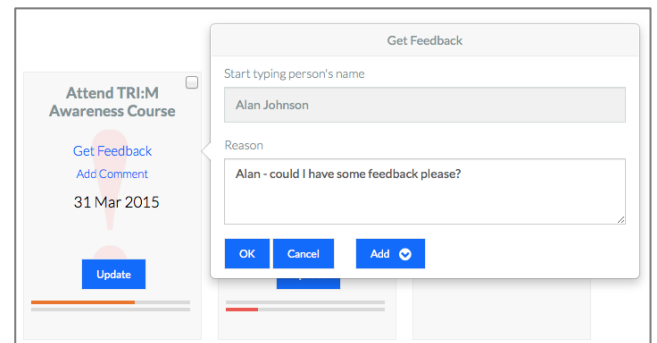 Get Feedback
Start typing person's name
Alan Johnson
Reason
Alan - could I have some feedback please?
OK
Cancel
Add
Attend TRI:M
Awareness Course
Get Feedback
Add Comment
31 Mar 2015
Update